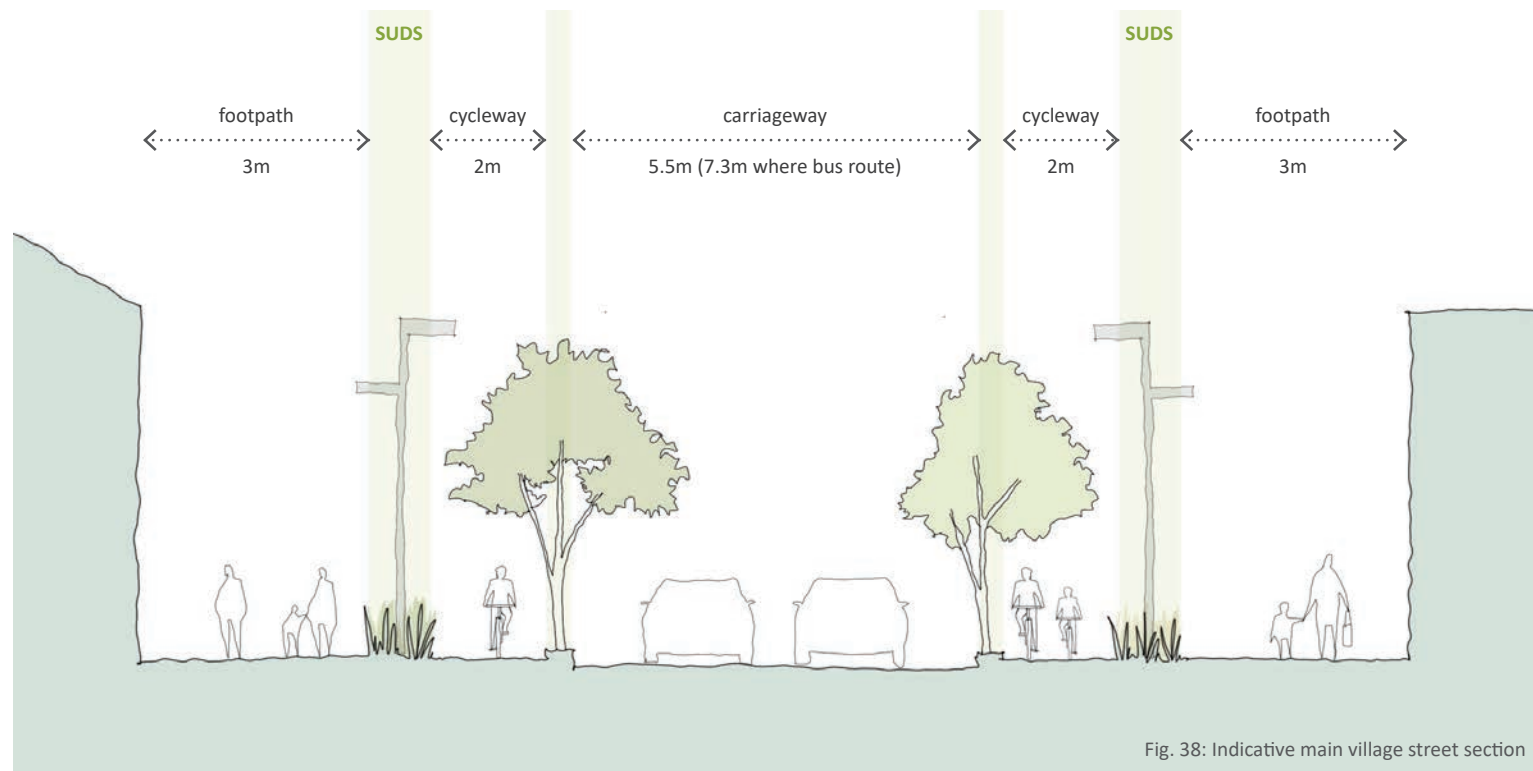 SUDS
SUDS
footpath
cycleway
carriageway
cycleway
footpath
3m
2m
5.5m (7.3m where bus route)
2m
3m
Fig. 38: Indicative main village street section